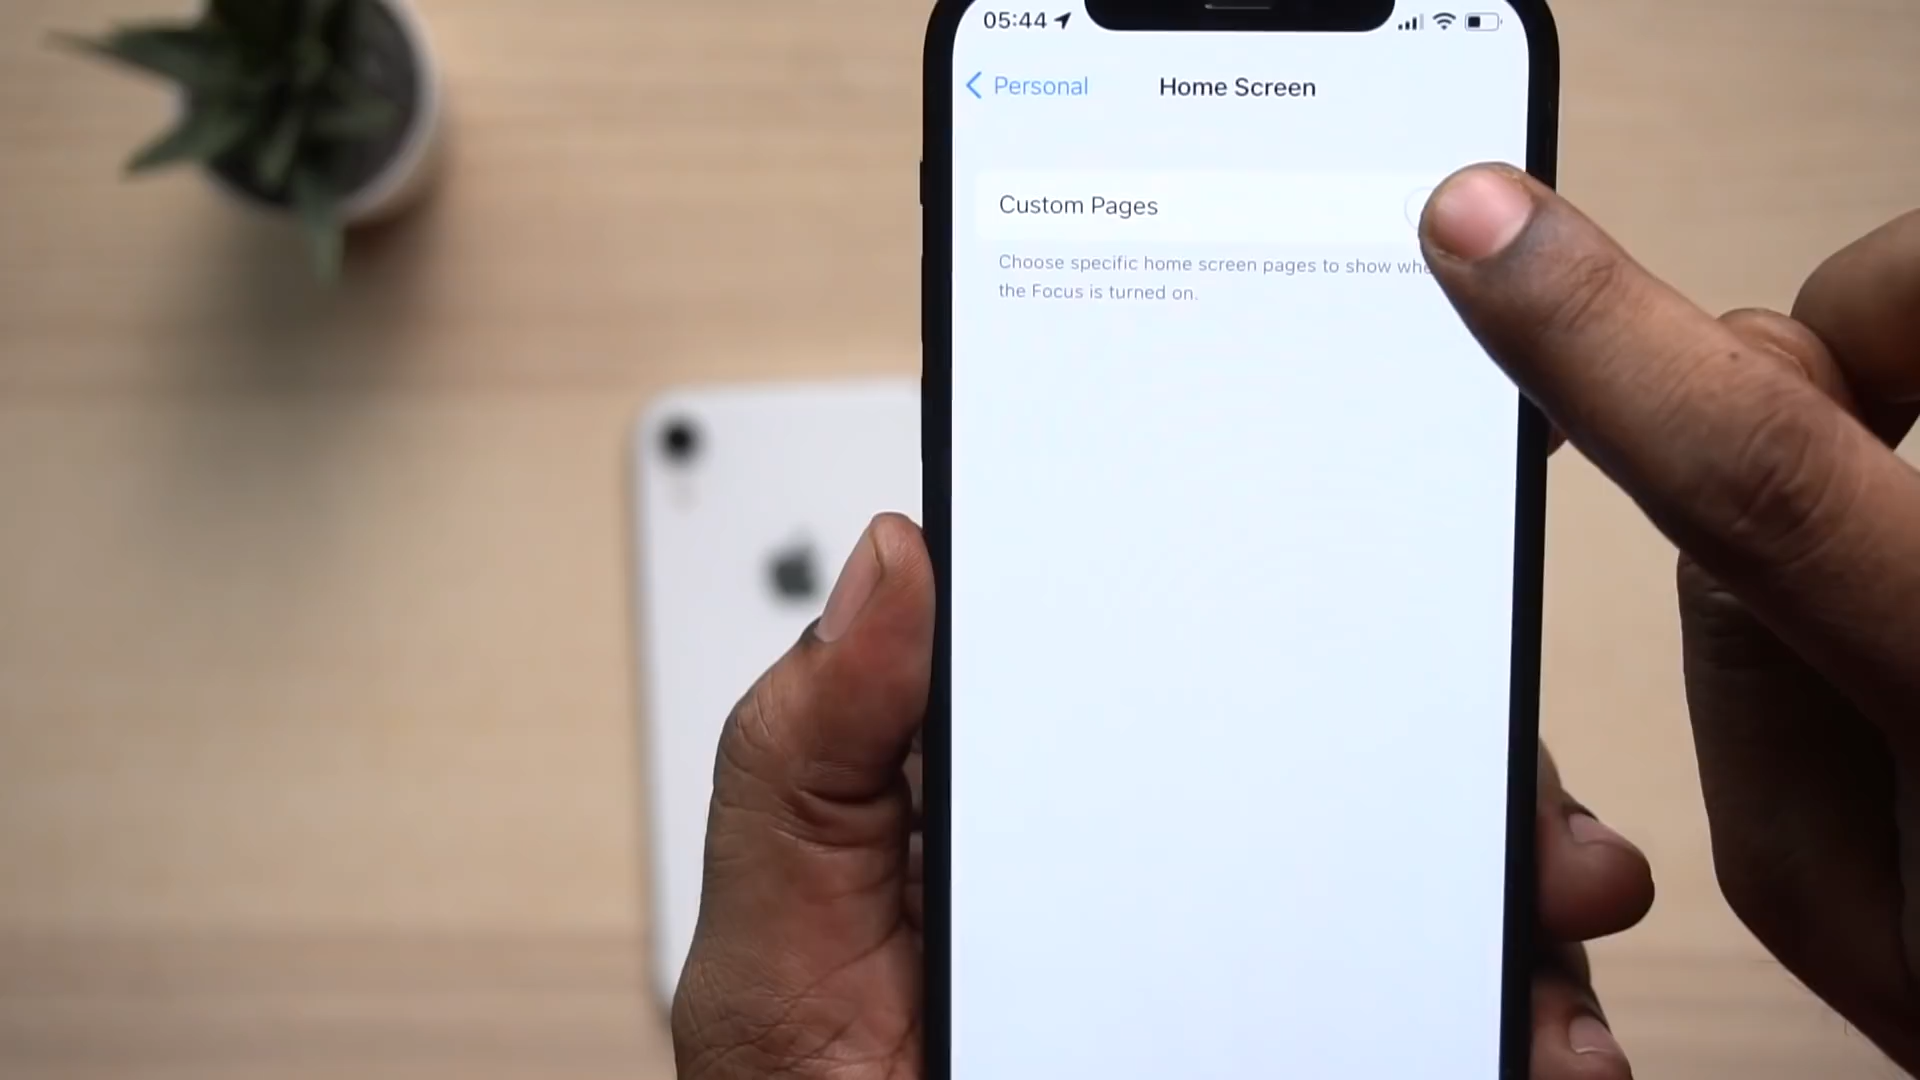 05:44
Personal
Home Screen
Custom Pages
Choose specific home screen pages to show
the Focus is turned on.